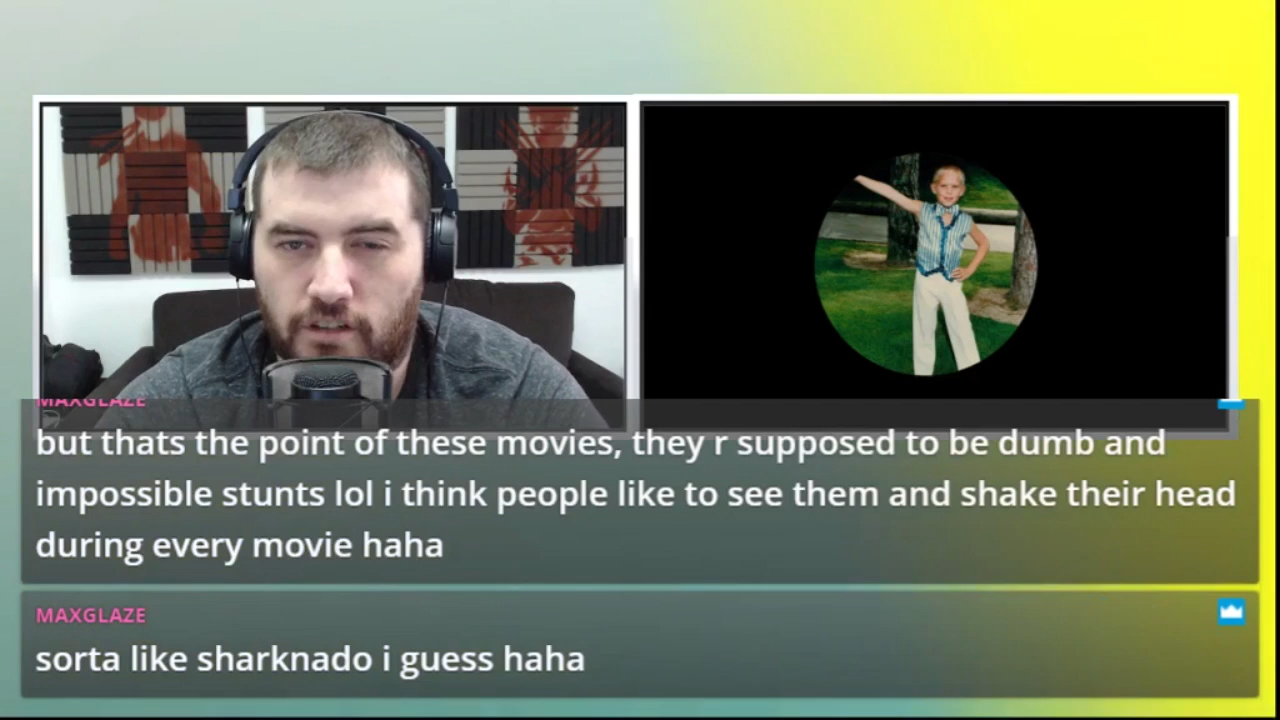 MAXGLAZE
but thats the point of these movies, they r supposed to be dumb and
impossible stunts lol i think people like to see them and shake their head
during every movie haha
MAXGLAZE
sorta like sharknado i guess haha